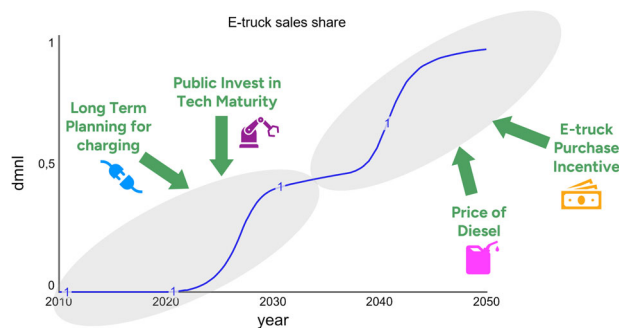 E-truck sales share
1
Public Invest in
Tech Maturity
Long Term
Planning for
charging
E-truck
Purchase
Incentive
dmnl
0,5
1
1
Price of
Diesel
0
1
1
2010
2020
2030
2040
2050
year